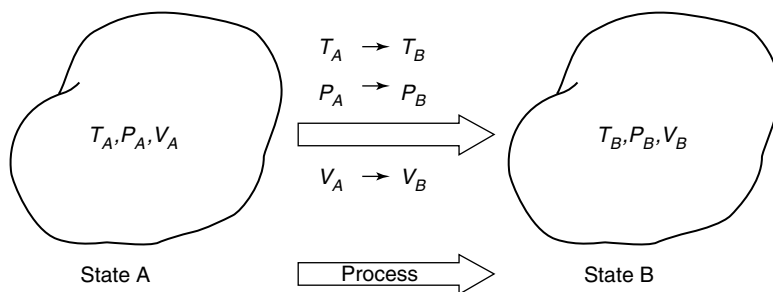 T_A → T_B
P_A → P_B
T_A,P_A,V_A
T_B,P_B,V_B
V_A → V_B
State A
Process
State B